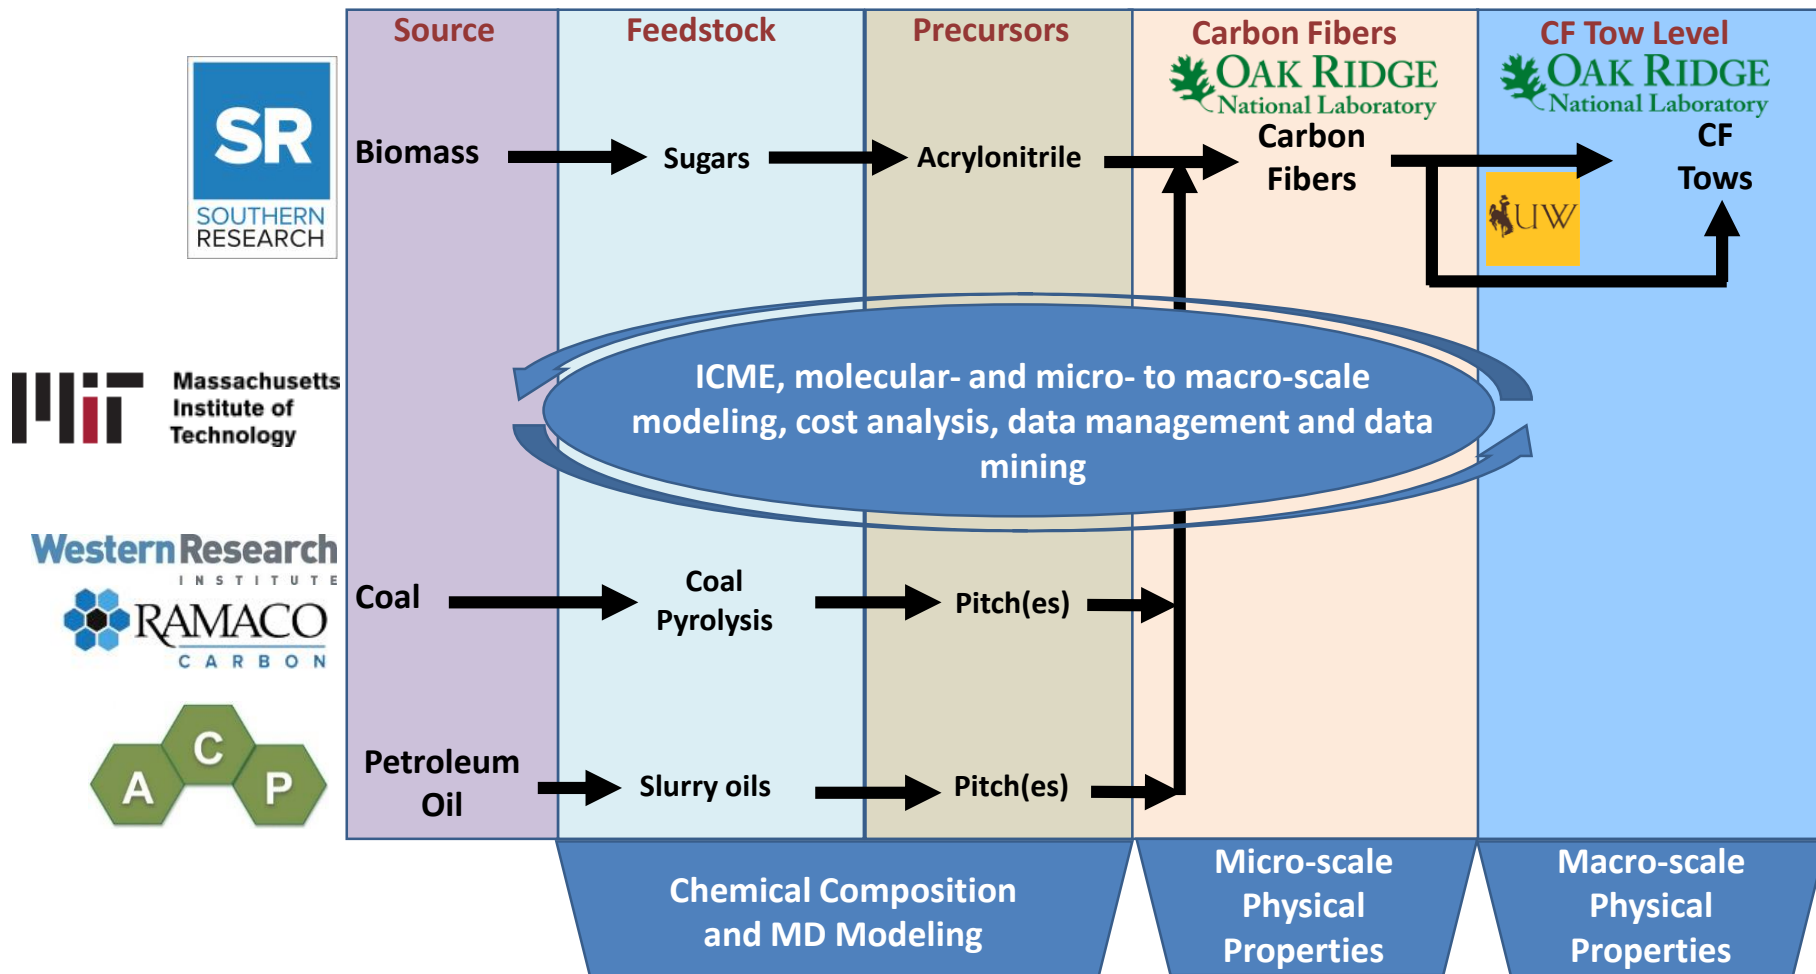 Source
Feedstock
Precursors
Carbon Fibers
CF Tow Level
OAK RIDGE
National Laboratory
OAK RIDGE
National Laboratory
SR
SOUTHERN
RESEARCH
Biomass
Sugars
Acrylonitrile
Carbon
Fibers
CF
Tows
UW
Massachusetts
Institute of
Technology
MIT
ICME, molecular- and micro- to macro-scale
modeling, cost analysis, data management and data
mining
Western Research
INSTITUTE
RAMACO
CARBON
Coal
Coal
Pyrolysis
Pitch(es)
A C P
Petroleum
Oil
Slurry oils
Pitch(es)
Chemical Composition
and MD Modeling
Micro-scale
Physical
Properties
Macro-scale
Physical
Properties